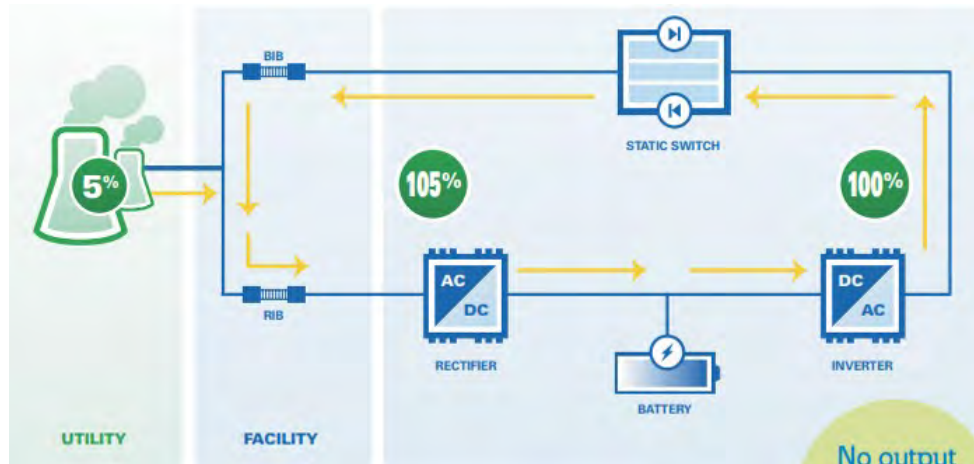 BIB
STATIC SWITCH
5%
105%
100%
AC
DC
DC
AC
RIB
RECTIFIER
INVERTER
BATTERY
UTILITY
FACILITY
No output